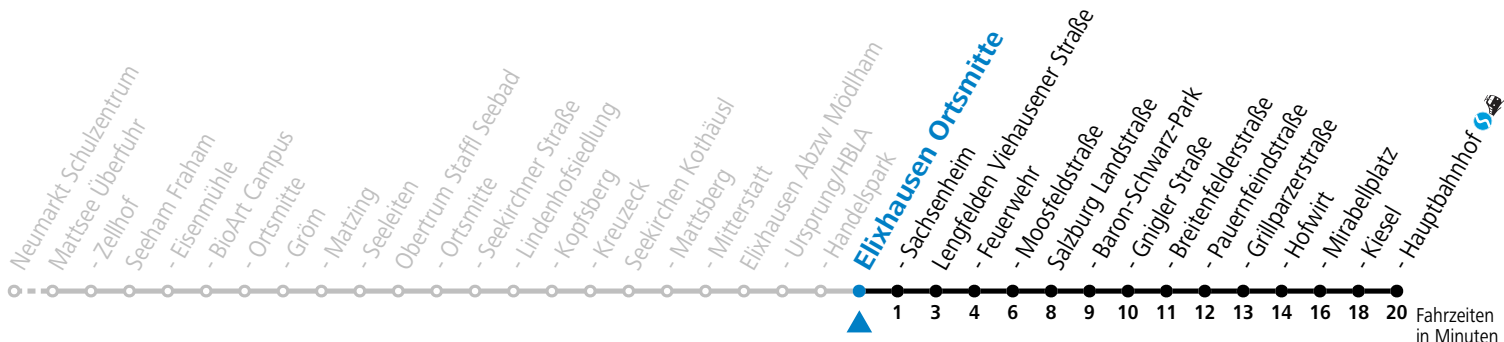 Neumarkt Schulzentrum
Mattsee Überfuhr
- Zellhof
Seeham Fraham
- Eisenmühle
- BioArt Campus
- Ortsmitte
- Gröm
- Matzing
- Seeleiten
Obertrum Staffl Seebad
- Ortsmitte
- Seekirchner Straße
- Lindenhofsiedlung
- Kopfsberg
- Kreuzeck
Seekirchen Kothäusl
- Mattsberg
- Mitterstatt
Elixhausen Abzw Mödlham
- Ursprung/HBLA
- Handelspark
Elixhausen Ortsmitte
- Sachsenheim
Lengfelden Viehausener Straße
- Feuerwehr
- Moosfeldstraße
Salzburg Landstraße
- Baron-Schwarz-Park
- Gnigler Straße
- Breitenfelderstraße
- Pauernfeindstraße
- Grillparzerstraße
- Hofwirt
- Mirabellplatz
- Kiesel
- Hauptbahnhof
1 3 4 6 8 9 10 11 12 13 14 16 18 20 Fahrzeiten
in Minuten